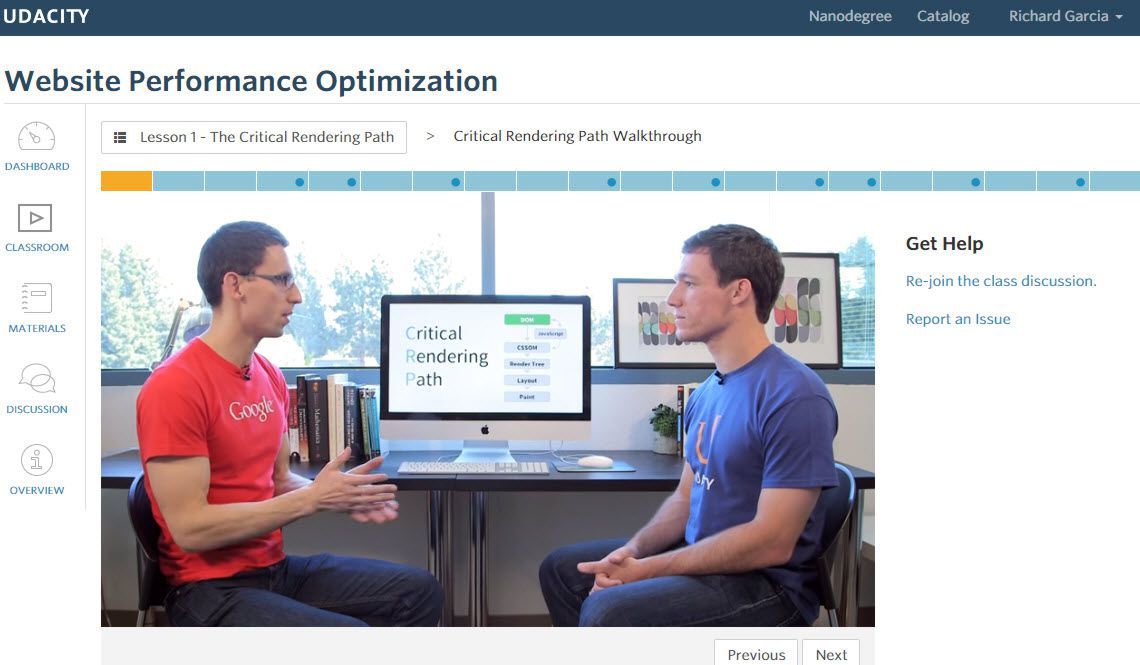 UDACITY
Nanodegree
Catalog
Richard Garcia
Website Performance Optimization
DASHBOARD
CLASSROOM
MATERIALS
DISCUSSION
OVERVIEW
Lesson 1 - The Critical Rendering Path
>
Critical Rendering Path Walkthrough
Google
Critical
Rendering
Path
DOM
JavaScript
CSSOM
Render Tree
Layout
Paint
Mathematics
U
Get Help
Re-join the class discussion.
Report an Issue
Previous
Next